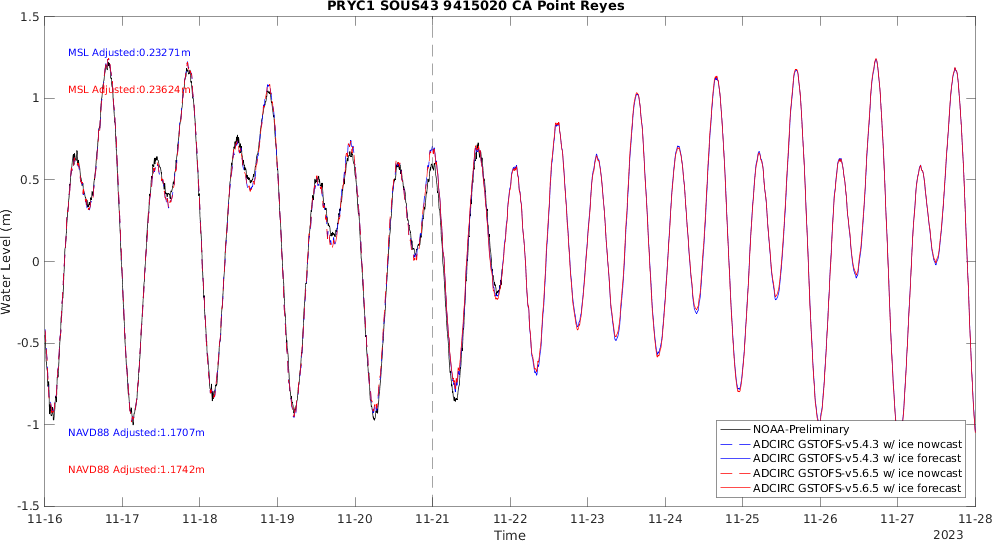 PRYC1 SOUS43 9415020 CA Point Reyes
1.5
1
0.5
0
-0.5
-1
-1.5
Water Level (m)
MSL Adjusted:0.23271m
MSL Adjusted:0.23624m
NAVD88 Adjusted:1.1707m
NAVD88 Adjusted:1.1742m
NOAA-Preliminary
ADCIRC GSTOFS-v5.4.3 w/ ice nowcast
ADCIRC GSTOFS-v5.4.3 w/ ice forecast
ADCIRC GSTOFS-v5.6.5 w/ ice nowcast
ADCIRC GSTOFS-v5.6.5 w/ ice forecast
11-16 11-17 11-18 11-19 11-20 11-21 11-22 11-23 11-24 11-25 11-26 11-27 11-28
Time
2023